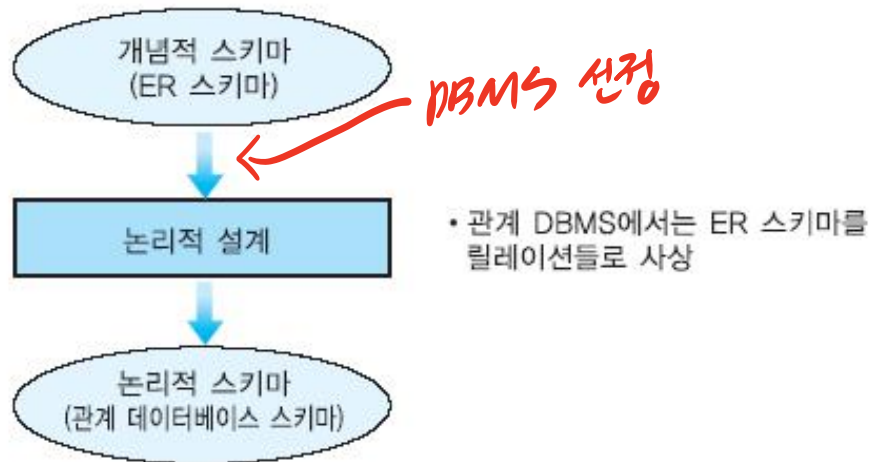 개념적 스키마
(ER 스키마)
DBMS 선정
논리적 설계
• 관계 DBMS에서는 ER 스키마를
릴레이션들로 사상
논리적 스키마
(관계 데이터베이스 스키마)